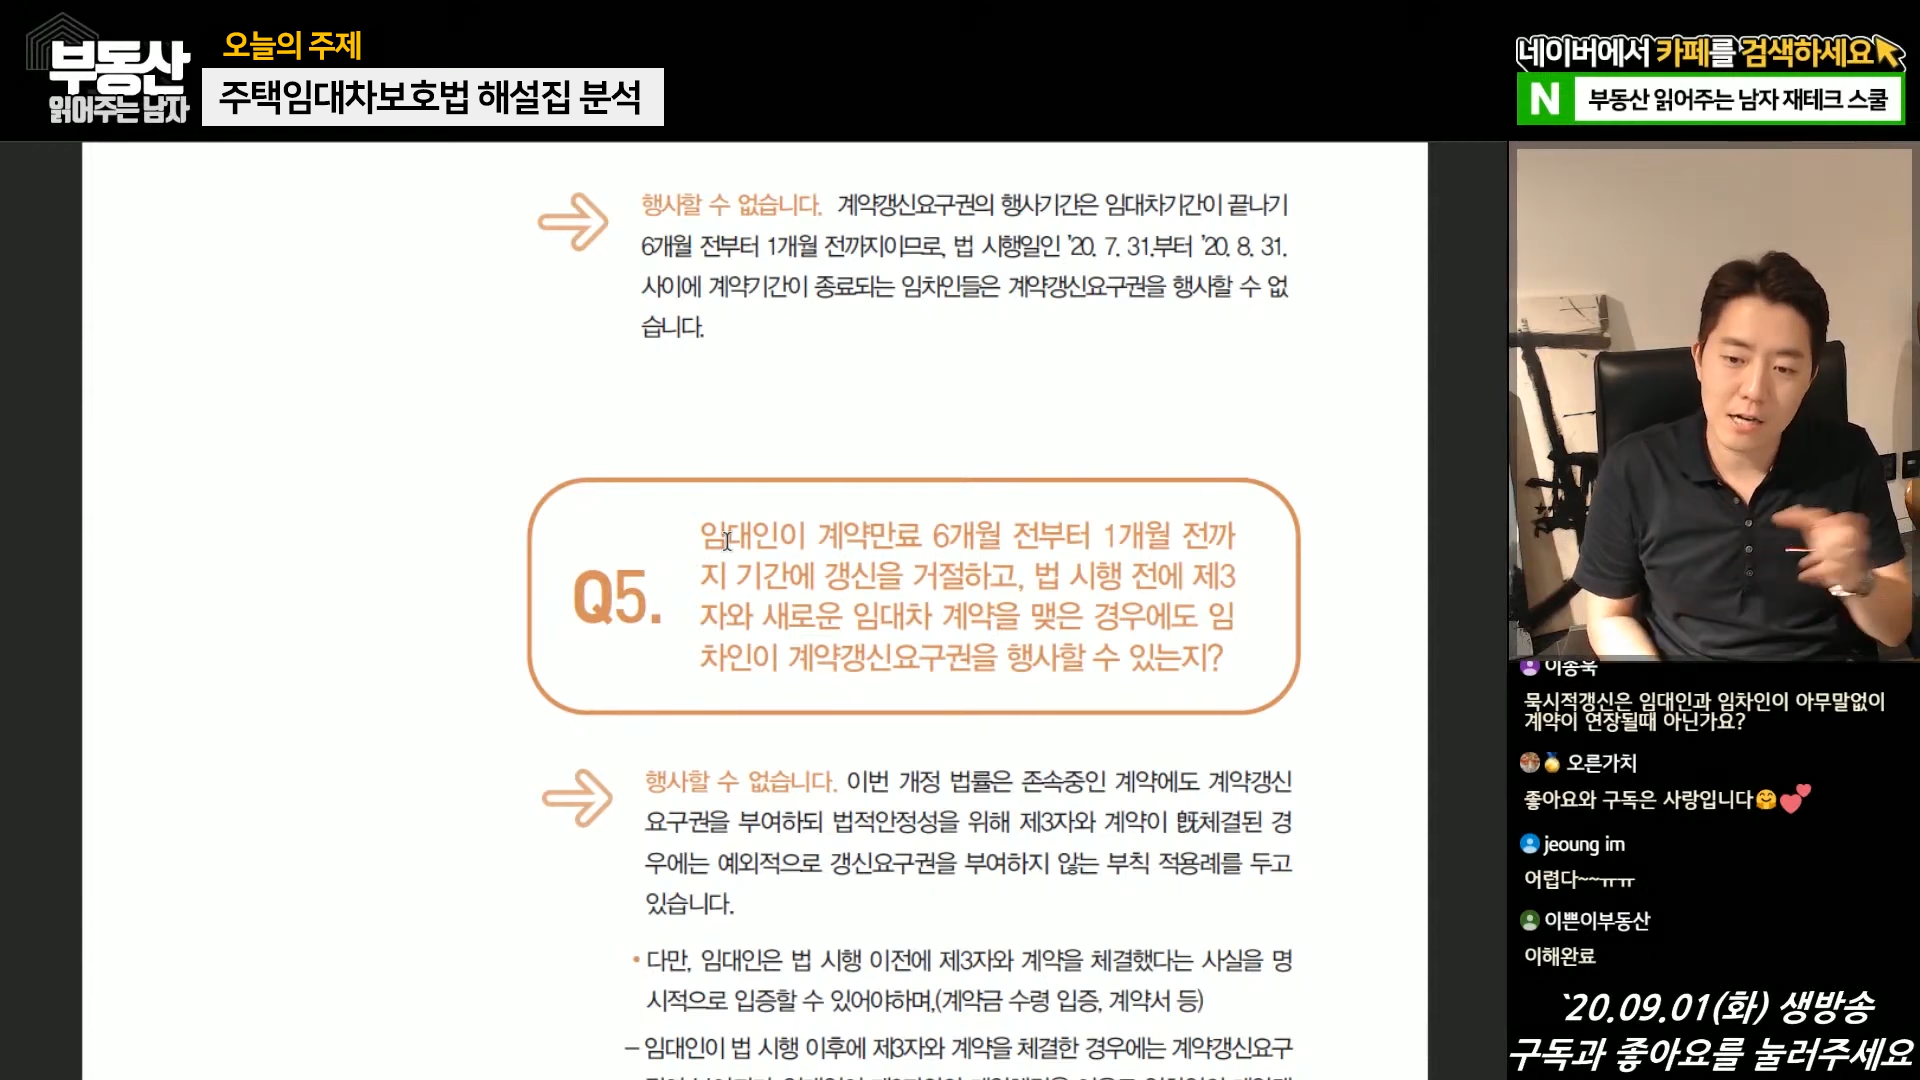 부동산
읽어주는 남자
오늘의 주제
주택임대차보호법 해설집 분석
네이버에서 카페를 검색하세요
N 부동산 읽어주는 남자 재테크 스쿨
행사할 수 없습니다. 계약갱신요구권의 행사기간은 임대차기간이 끝나기
6개월 전부터 1개월 전까지이므로, 법 시행일인 '20. 7. 31.부터 '20. 8. 31.
사이에 계약기간이 종료되는 임차인들은 계약갱신요구권을 행사할 수 없
습니다.
Q5.
임대인이 계약만료 6개월 전부터 1개월 전까
지 기간에 갱신을 거절하고, 법 시행 전에 제3
자와 새로운 임대차 계약을 맺은 경우에도 임
차인이 계약갱신요구권을 행사할 수 있는지?
행사할 수 없습니다. 이번 개정 법률은 존속중인 계약에도 계약갱신
요구권을 부여하되 법적안정성을 위해 제3자와 계약이 旣체결된 경
우에는 예외적으로 갱신요구권을 부여하지 않는 부칙 적용례를 두고
있습니다.
• 다만, 임대인은 법 시행 이전에 제3자와 계약을 체결했다는 사실을 명
시적으로 입증할 수 있어야하며,(계약금 수령 입증, 계약서 등)
– 임대인이 법 시행 이후에 제3자와 계약을 체결한 경우에는 계약갱신요구
이종욱
묵시적갱신은 임대인과 임차인이 아무말없이
계약이 연장될때 아닌가요?
오른가치
좋아요와 구독은 사랑입니다🤗💕
jeoung im
어렵다~~ㅠㅠ
이쁜이부동산
이해완료
`20.09.01(화) 생방송
구독과 좋아요를 눌러주세요